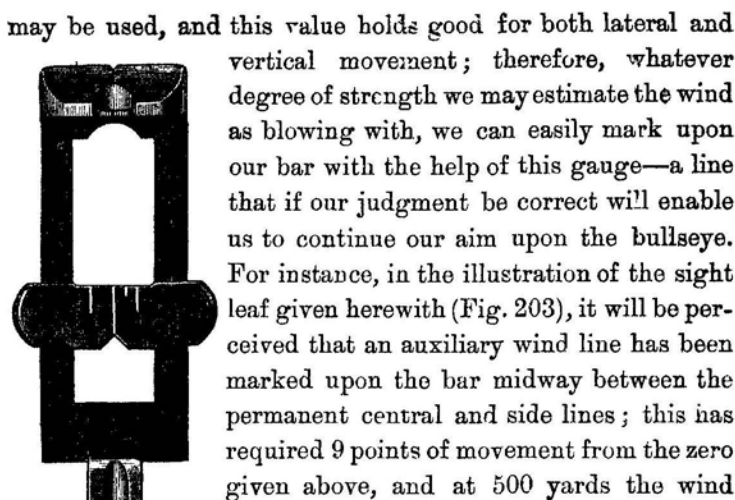 may be used, and this value holds good for both lateral and
vertical movement; therefore, whatever
degree of strength we may estimate the wind
as blowing with, we can easily mark upon
our bar with the help of this gauge—a line
that if our judgment be correct will enable
us to continue our aim upon the bullseye.
For instance, in the illustration of the sight
leaf given herewith (Fig. 203), it will be per-
ceived that an auxiliary wind line has been
marked upon the bar midway between the
permanent central and side lines; this has
required 9 points of movement from the zero
given above, and at 500 yards the wind